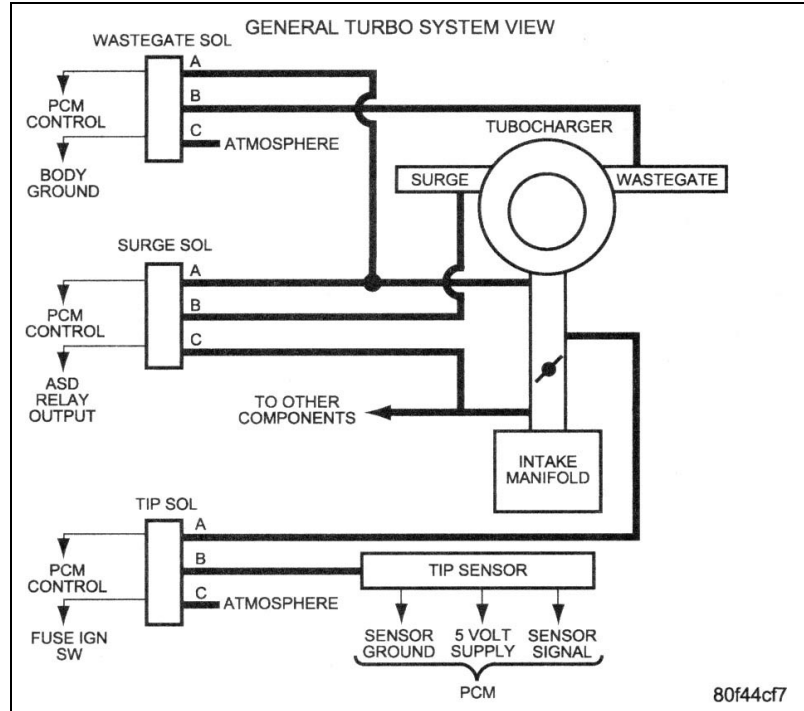 GENERAL TURBO SYSTEM VIEW
WASTEGATE SOL
A
B
C
PCM
CONTROL
BODY
GROUND
ATMOSPHERE
TUBOCHARGER
SURGE
WASTEGATE
SURGE SOL
A
B
C
PCM
CONTROL
ASD
RELAY
OUTPUT
TO OTHER
COMPONENTS
INTAKE
MANIFOLD
TIP SOL
A
B
C
PCM
CONTROL
FUSE IGN
SW
ATMOSPHERE
TIP SENSOR
SENSOR
GROUND
5 VOLT
SUPPLY
SENSOR
SIGNAL
PCM
80f44cf7